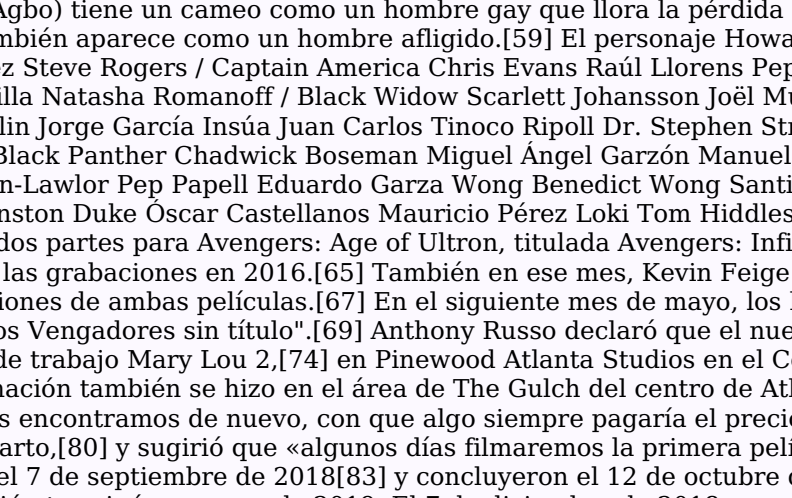 Agbo) tiene un cameo como un hombre gay que llora la pérdida
mbién aparece como un hombre afligido.[59] El personaje Howa
z Steve Rogers / Captain America Chris Evans Raúl Llorens Pep
illa Natasha Romanoff / Black Widow Scarlett Johansson Joël Mu
lin Jorge García Insúa Juan Carlos Tinoco Ripoll Dr. Stephen Str
Black Panther Chadwick Boseman Miguel Ángel Garzón Manuel
n-Lawlor Pep Papell Eduardo Garza Wong Benedict Wong Santi
nston Duke Óscar Castellanos Mauricio Pérez Loki Tom Hiddles
dos partes para Avengers: Age of Ultron, titulada Avengers: Infi
las grabaciones en 2016.[65] También en ese mes, Kevin Feige
iones de ambas películas.[67] En el siguiente mes de mayo, los
os Vengadores sin título".[69] Anthony Russo declaró que el nue
de trabajo Mary Lou 2,[74] en Pinewood Atlanta Studios en el C
nación también se hizo en el área de The Gulch del centro de Atl
s encontramos de nuevo, con que algo siempre pagaría el preci
arto,[80] y sugirió que «algunos días filmaremos la primera pelí
el 7 de septiembre de 2018[83] y concluyeron el 12 de octubre